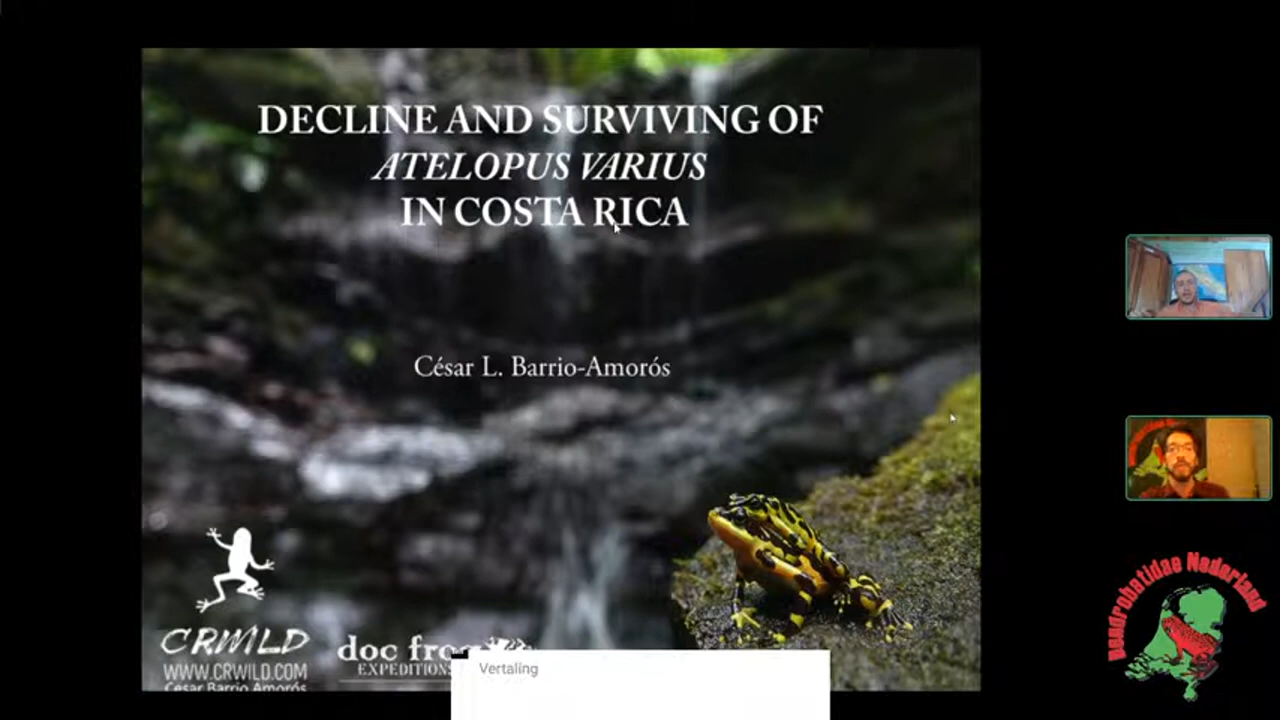 DECLINE AND SURVIVING OF
ATELOPUS VARIUS
IN COSTA RICA
César L. Barrio-Amorós
CRWILD
WWW.CRWILD.COM
Cesar Barrio Amorós
doc frog
EXPEDITIONS
Vertaling
Dendrobatidae Nederland